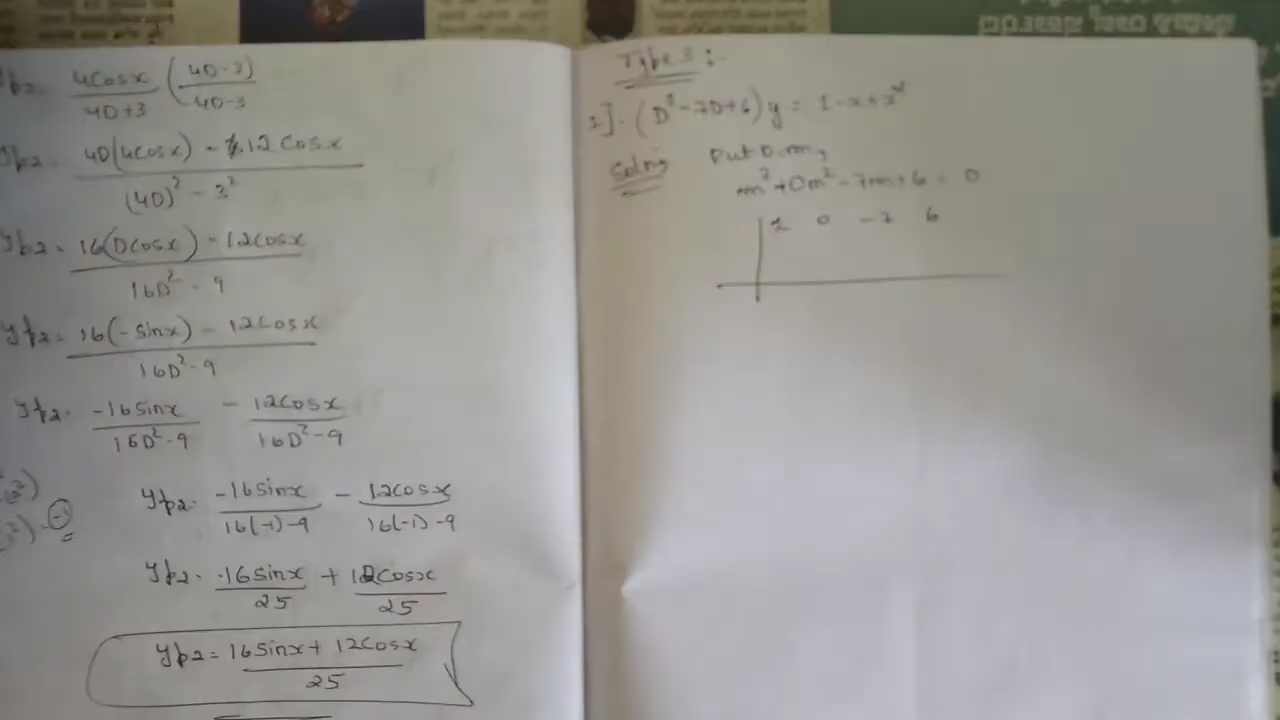 yp2 = 4cosx/(4D+3) ((4D-3)/(4D-3))
yp2 = (4D(4cosx) - 12cosx)/((4D)² - 3²)
yp2 = (16(Dcosx) - 12cosx)/(16D² - 9)
yp2 = (16(-sinx) - 12cosx)/(16D² - 9)
yp2 = -16sinx/(16D² - 9) - 12cosx/(16D² - 9)
yp2 = -16sinx/(16(-1) - 9) - 12cosx/(16(-1) - 9)
yp2 = 16sinx/25 + 12cosx/25
yp2 = (16sinx + 12cosx)/25
Type 3 :-
1]. (D³ - 7D + 6) y = 1 - x + x²
Soln;
Put D=m,
m³ + 0m² - 7m + 6 = 0
1 0 -7 6